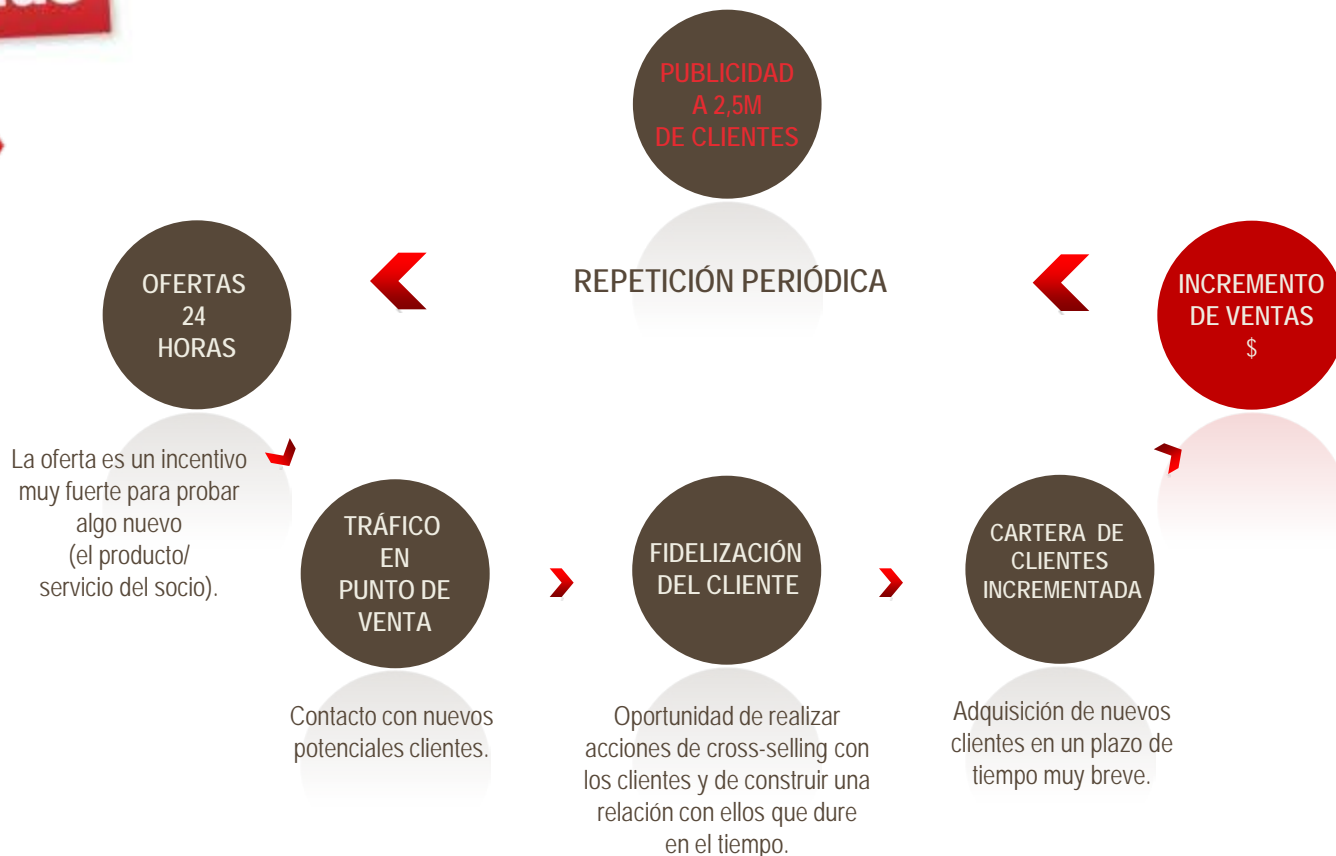 PUBLICIDAD
A 2,5M
DE CLIENTES
OFERTAS
24
HORAS
REPETICIÓN PERIÓDICA
INCREMENTO
DE VENTAS
$
La oferta es un incentivo
muy fuerte para probar
algo nuevo
(el producto/
servicio del socio).
TRÁFICO
EN
PUNTO DE
VENTA
Contacto con nuevos
potenciales clientes.
FIDELIZACIÓN
DEL CLIENTE
Oportunidad de realizar
acciones de cross-selling con
los clientes y de construir una
relación con ellos que dure
en el tiempo.
CARTERA DE
CLIENTES
INCREMENTADA
Adquisición de nuevos
clientes en un plazo de
tiempo muy breve.